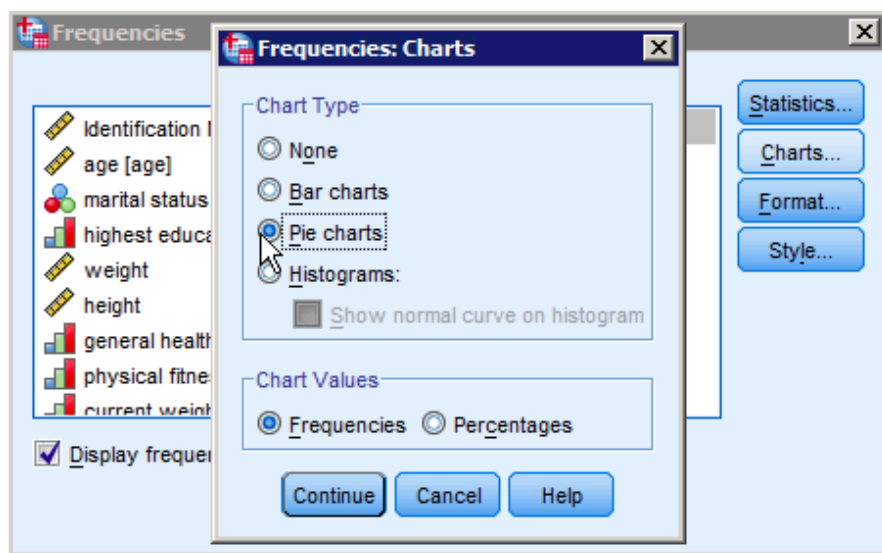 Frequencies
Frequencies: Charts
Identification
age [age]
marital status
highest educa
weight
height
general health
physical fitne
current weigh
Display frequen
Chart Type
None
Bar charts
Pie charts
Histograms:
Show normal curve on histogram
Chart Values
Frequencies Percentages
Continue Cancel Help
Statistics...
Charts...
Format...
Style...